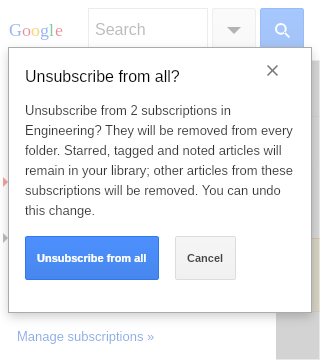 Google
Search
Unsubscribe from all?
Unsubscribe from 2 subscriptions in
Engineering? They will be removed from every
folder. Starred, tagged and noted articles will
remain in your library; other articles from these
subscriptions will be removed. You can undo
this change.
Unsubscribe from all
Cancel
Manage subscriptions »